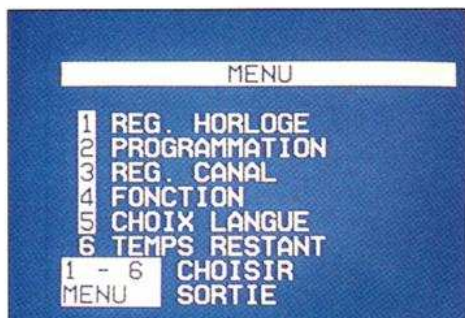 MENU
1 REG. HORLOGE
2 PROGRAMMATION
3 REG. CANAL
4 FONCTION
5 CHOIX LANGUE
6 TEMPS RESTANT
1 - 6 CHOISIR
MENU SORTIE